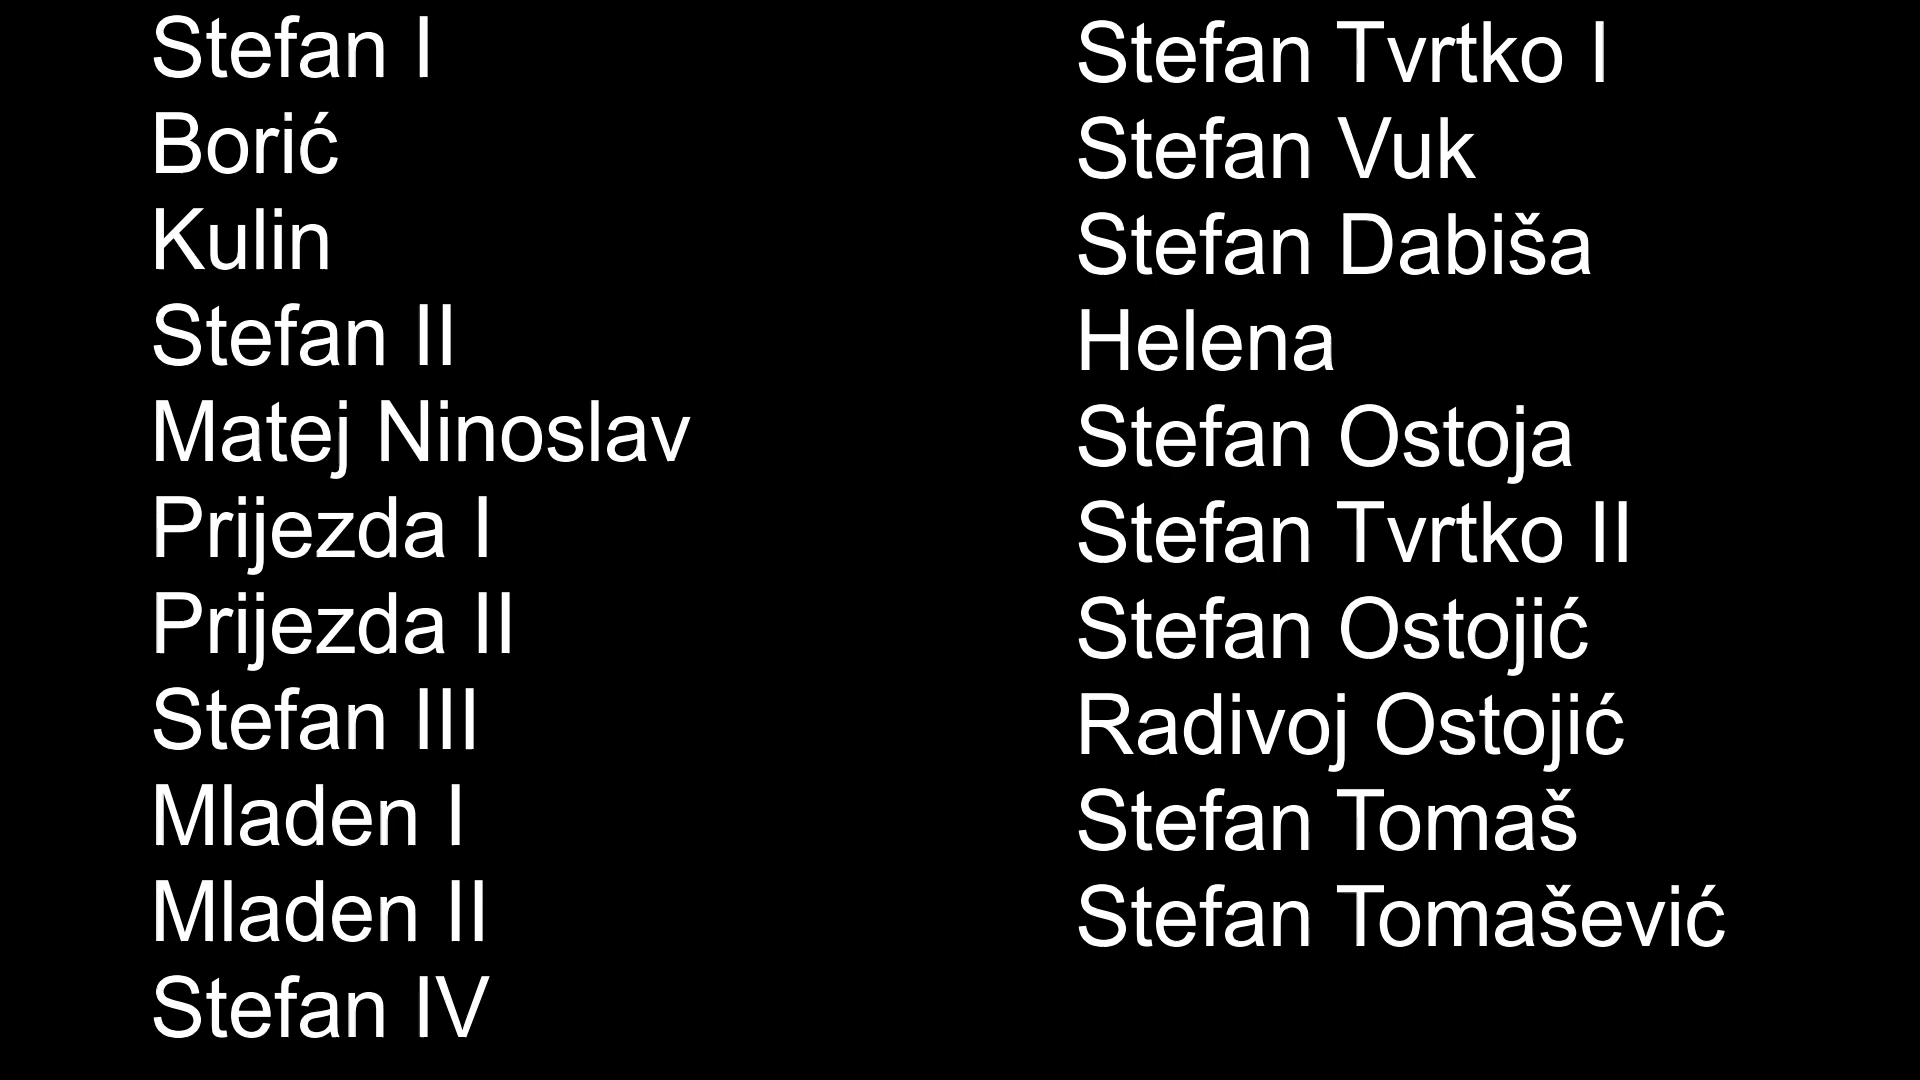 Stefan I
Borić
Kulin
Stefan II
Matej Ninoslav
Prijezda I
Prijezda II
Stefan III
Mladen I
Mladen II
Stefan IV
Stefan Tvrtko I
Stefan Vuk
Stefan Dabiša
Helena
Stefan Ostoja
Stefan Tvrtko II
Stefan Ostojić
Radivoj Ostojić
Stefan Tomaš
Stefan Tomašević